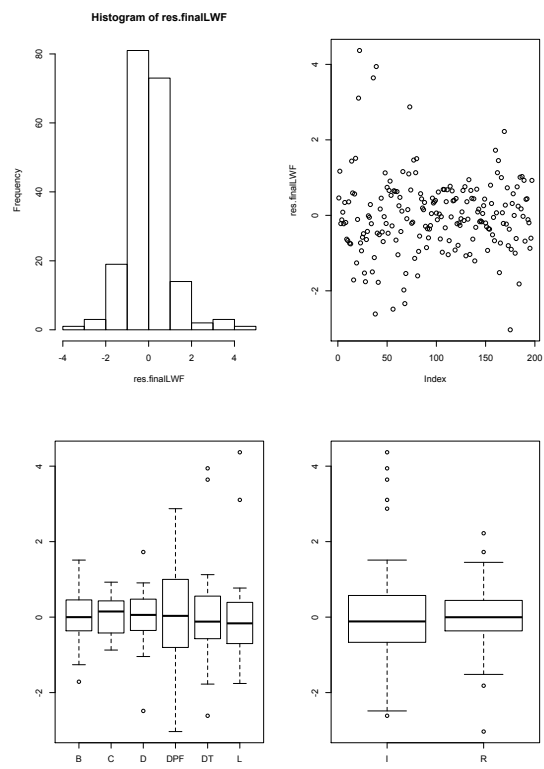 Histogram of res.finalLWF
Frequency
0 20 40 60 80
-4 -2 0 2 4
res.finalLWF
res.finalLWF
-2 0 2 4
0 50 100 150 200
Index
-2 0 2 4
B C D DPF DT L
-2 0 2 4
I R